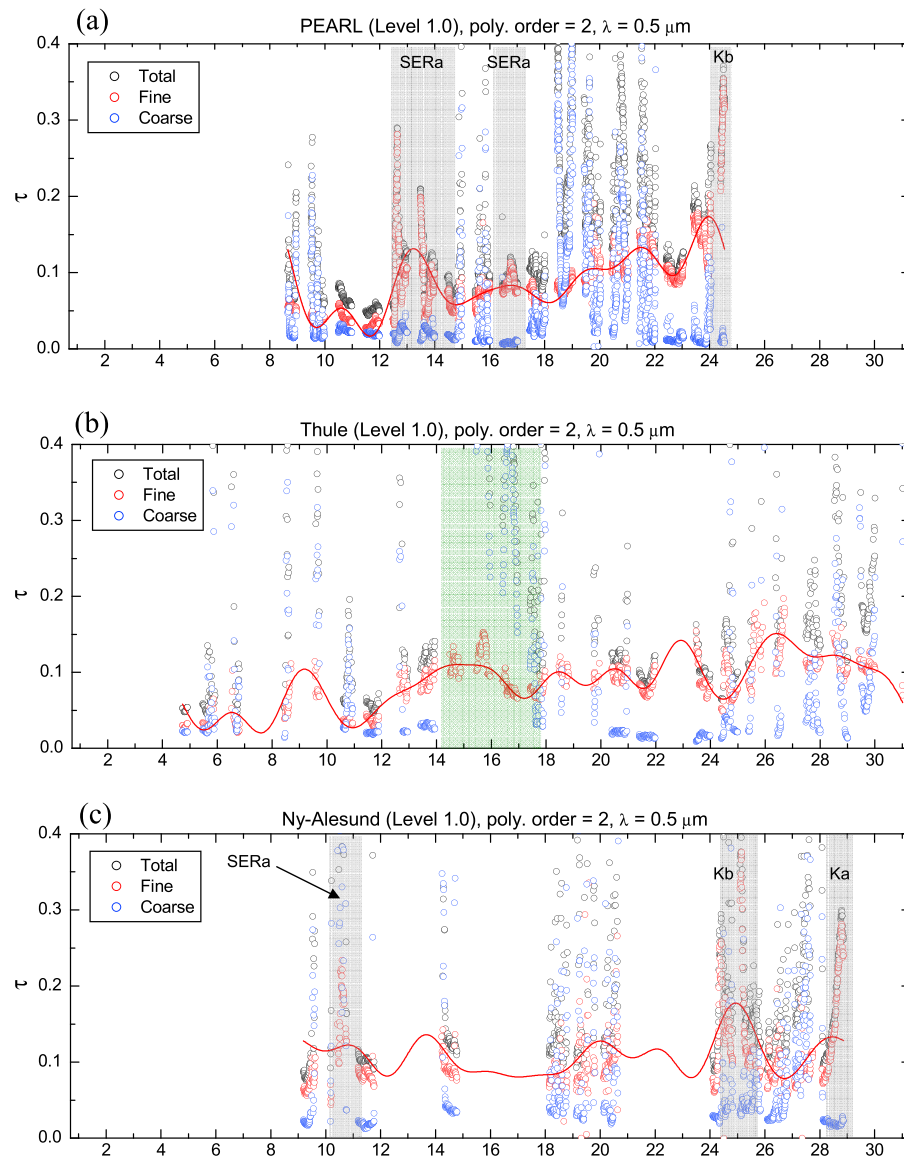 (a)
PEARL (Level 1.0), poly. order = 2, λ = 0.5 μm
0.4
0.3
0.2
0.1
0.0
τ
Total
Fine
Coarse
SERa
SERa
Kb
2 4 6 8 10 12 14 16 18 20 22 24 26 28 30
(b)
Thule (Level 1.0), poly. order = 2, λ = 0.5 μm
0.4
0.3
0.2
0.1
0.0
τ
Total
Fine
Coarse
2 4 6 8 10 12 14 16 18 20 22 24 26 28 30
(c)
Ny-Alesund (Level 1.0), poly. order = 2, λ = 0.5 μm
0.4
0.3
0.2
0.1
0.0
τ
Total
Fine
Coarse
SERa
Kb
Ka
2 4 6 8 10 12 14 16 18 20 22 24 26 28 30